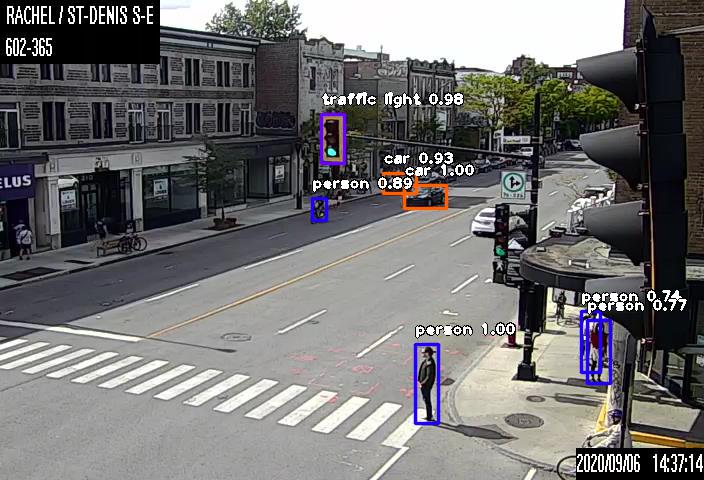 RACHEL / ST-DENIS S-E
602-365
traffic light 0.98
car 0.93
car 1.00
person 0.89
ELUS
person 0.74
person 0.77
person 1.00
2020/09/06 14:37:14